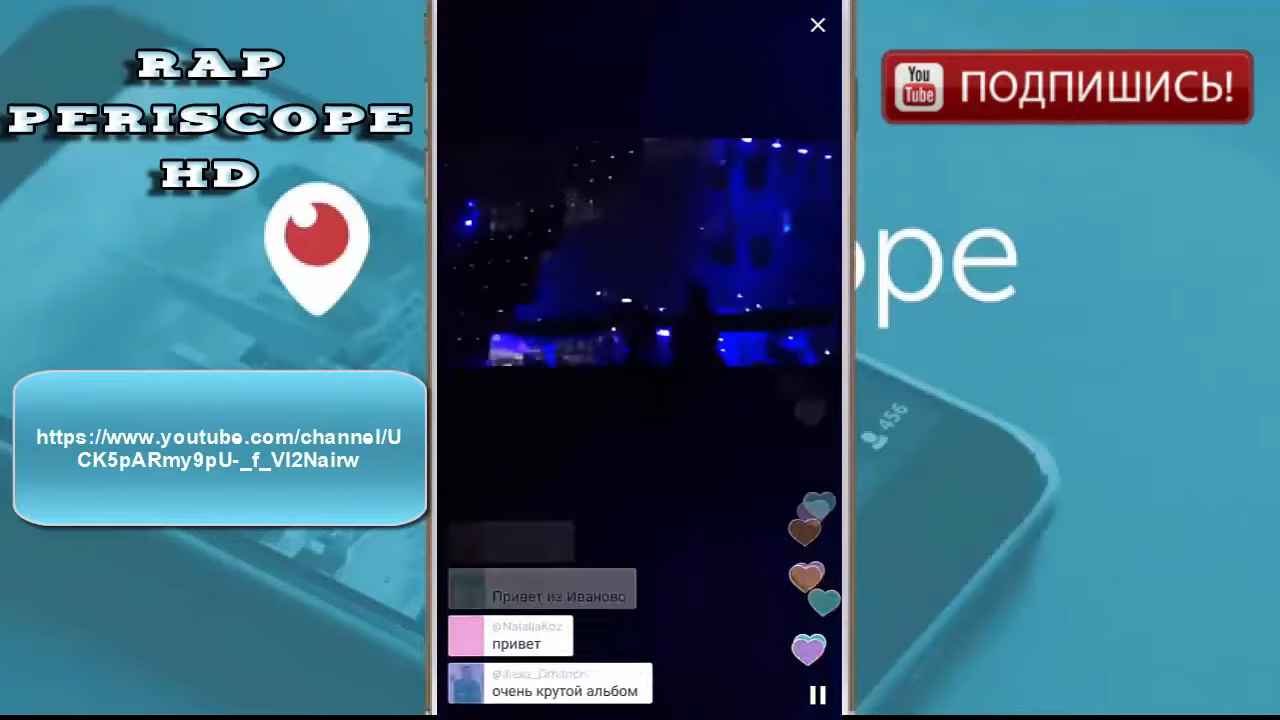 RAP
PERISCOPE
HD
You
Tube
ПОДПИШИСЬ!
ope
https://www.youtube.com/channel/U
CK5pARmy9pU-_f_VI2Nairw
456
Привет из Иваново
@NataliaKoz
привет
очень крутой альбом